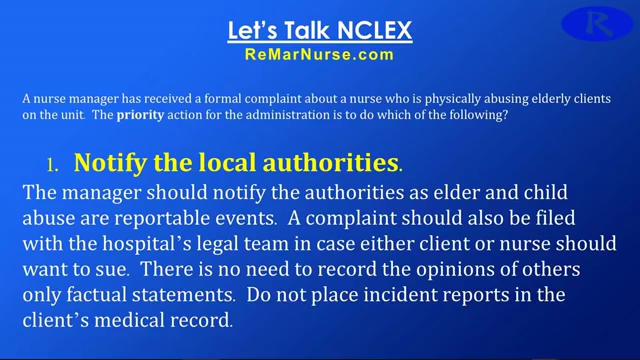 Let's Talk NCLEX
ReMarNurse.com
R
A nurse manager has received a formal complaint about a nurse who is physically abusing elderly clients
on the unit. The priority action for the administration is to do which of the following?
1. Notify the local authorities.
The manager should notify the authorities as elder and child
abuse are reportable events. A complaint should also be filed
with the hospital's legal team in case either client or nurse should
want to sue. There is no need to record the opinions of others
only factual statements. Do not place incident reports in the
client's medical record.